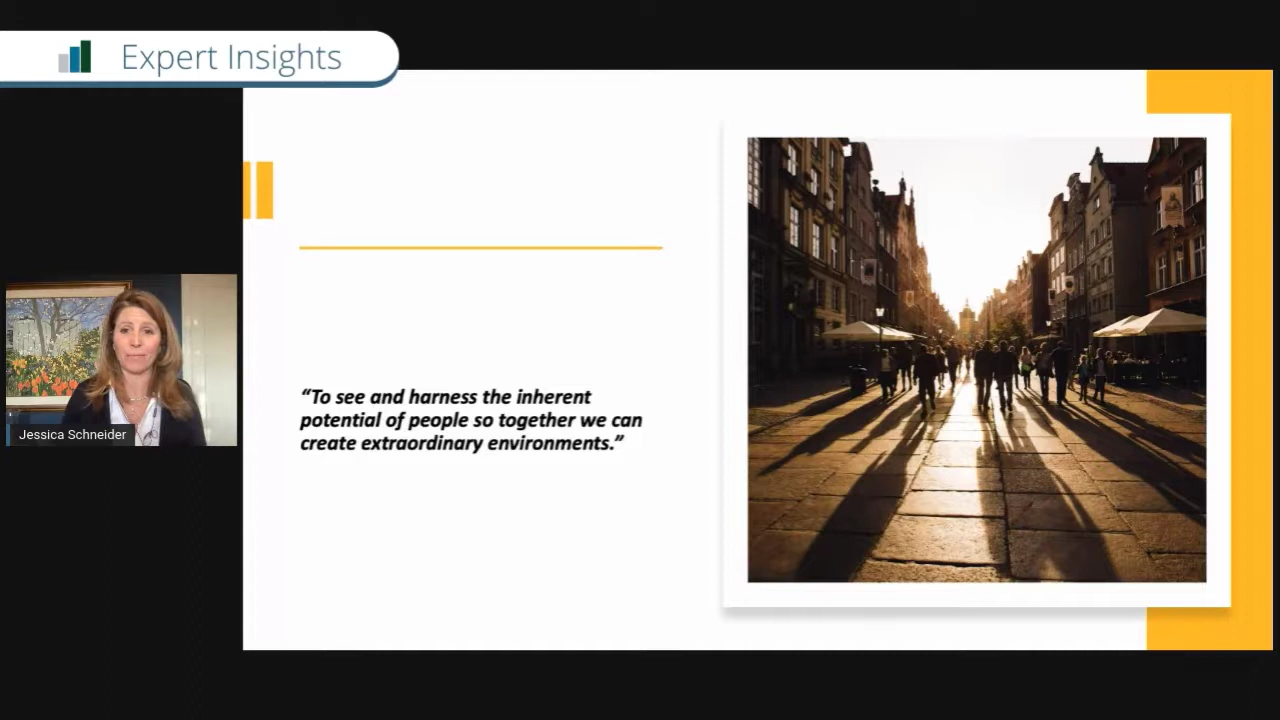 Expert Insights
“To see and harness the inherent
potential of people so together we can
create extraordinary environments.”
Jessica Schneider